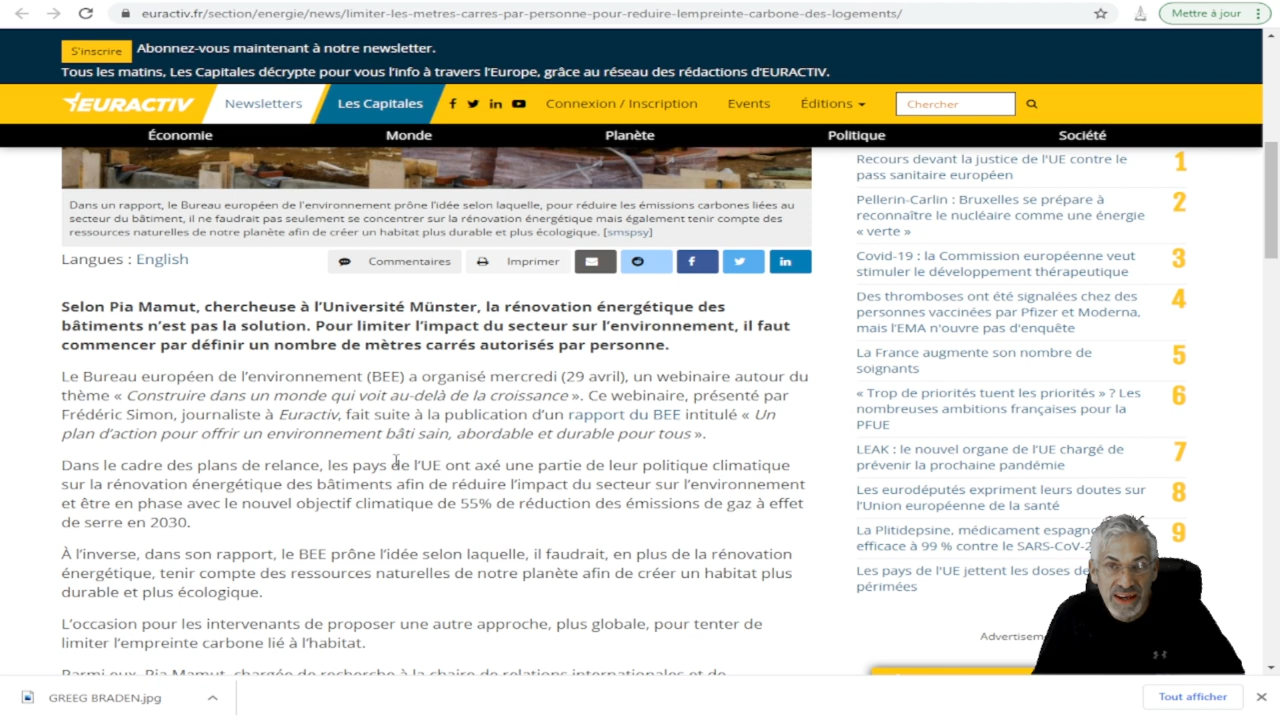 euractiv.fr/section/energie/news/limiter-les-metres-carres-par-personne-pour-reduire-lempreinte-carbone-des-logements/
Mettre à jour
S'inscrire
Abonnez-vous maintenant à notre newsletter.
Tous les matins, Les Capitales décrypte pour vous l'info à travers l'Europe, grâce au réseau des rédactions d'EURACTIV.
EURACTIV
Newsletters
Les Capitales
Connexion / Inscription
Events
Éditions
Chercher
Économie
Monde
Planète
Politique
Société
Dans un rapport, le Bureau européen de l'environnement prône l'idée selon laquelle, pour réduire les émissions carbones liées au
secteur du bâtiment, il ne faudrait pas seulement se concentrer sur la rénovation énergétique mais également tenir compte des
ressources naturelles de notre planète afin de créer un habitat plus durable et plus écologique. [smspsy]
Langues : English
Commentaires
Imprimer
Selon Pia Mamut, chercheuse à l'Université Münster, la rénovation énergétique des
bâtiments n'est pas la solution. Pour limiter l'impact du secteur sur l'environnement, il faut
commencer par définir un nombre de mètres carrés autorisés par personne.
Le Bureau européen de l'environnement (BEE) a organisé mercredi (29 avril), un webinaire autour du
thème « Construire dans un monde qui voit au-delà de la croissance ». Ce webinaire, présenté par
Frédéric Simon, journaliste à Euractiv, fait suite à la publication d'un rapport du BEE intitulé « Un
plan d'action pour offrir un environnement bâti sain, abordable et durable pour tous ».
Dans le cadre des plans de relance, les pays de l'UE ont axé une partie de leur politique climatique
sur la rénovation énergétique des bâtiments afin de réduire l'impact du secteur sur l'environnement
et être en phase avec le nouvel objectif climatique de 55% de réduction des émissions de gaz à effet
de serre en 2030.
À l'inverse, dans son rapport, le BEE prône l'idée selon laquelle, il faudrait, en plus de la rénovation
énergétique, tenir compte des ressources naturelles de notre planète afin de créer un habitat plus
durable et plus écologique.
L'occasion pour les intervenants de proposer une autre approche, plus globale, pour tenter de
limiter l'empreinte carbone lié à l'habitat.
Parmi eux, Pia Mamut, chargée de recherche à la chaire de relations internationales et de
Recours devant la justice de l'UE contre le
pass sanitaire européen
1
Pellerin-Carlin : Bruxelles se prépare à
reconnaître le nucléaire comme une énergie
« verte »
2
Covid-19 : la Commission européenne veut
stimuler le développement thérapeutique
3
Des thromboses ont été signalées chez des
personnes vaccinées par Pfizer et Moderna,
mais l'EMA n'ouvre pas d'enquête
4
La France augmente son nombre de
soignants
5
« Trop de priorités tuent les priorités » ? Les
nombreuses ambitions françaises pour la
PFUE
6
LEAK : le nouvel organe de l'UE chargé de
prévenir la prochaine pandémie
7
Les eurodéputés expriment leurs doutes sur
l'Union européenne de la santé
8
La Plitidepsine, médicament
efficace à 99 % contre le
9
Les pays de l'UE jettent les doses
périmées
GREEG BRADEN.jpg
Tout afficher